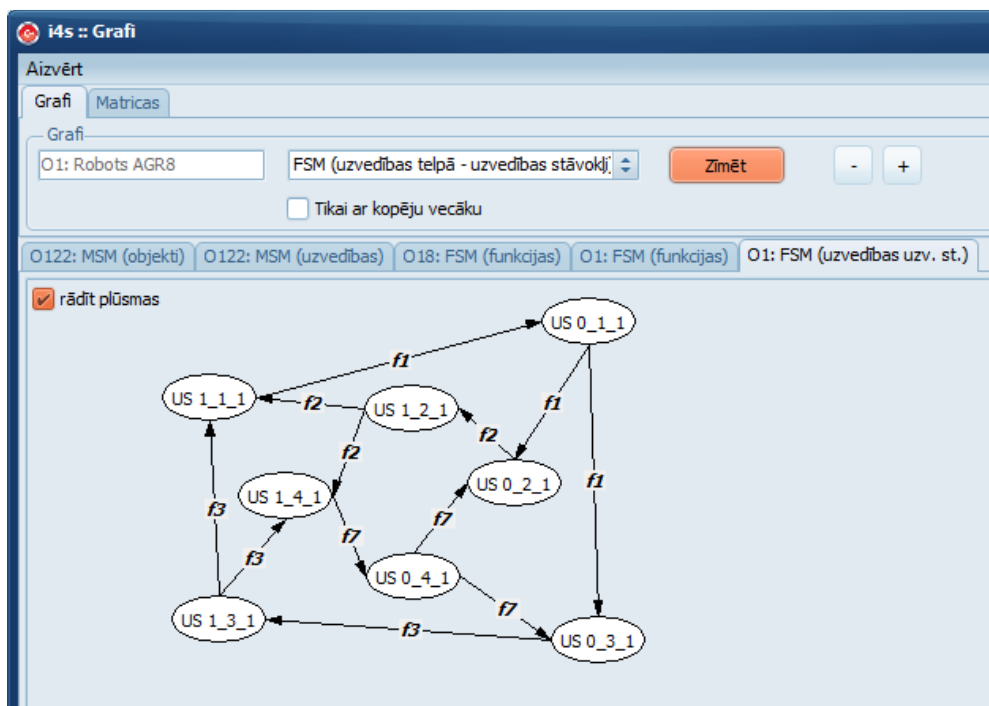 i4s :: Grafi
Aizvērt
Grafi Matricas
Grafi
O1: Robots AGR8 FSM (uzvedības telpā - uzvedības stāvokļi) Zīmēt - +
Tikai ar kopēju vecāku
O122: MSM (objekti) O122: MSM (uzvedības) O18: FSM (funkcijas) O1: FSM (funkcijas) O1: FSM (uzvedības uzv. st.)
rādīt plūsmas
US 0_1_1
f1
US 1_1_1 f2 US 1_2_1 f1
f2 f2
US 0_2_1 f1
US 1_4_1
f3 f7
f7
f3 US 0_4_1
f7
US 1_3_1 f3
US 0_3_1